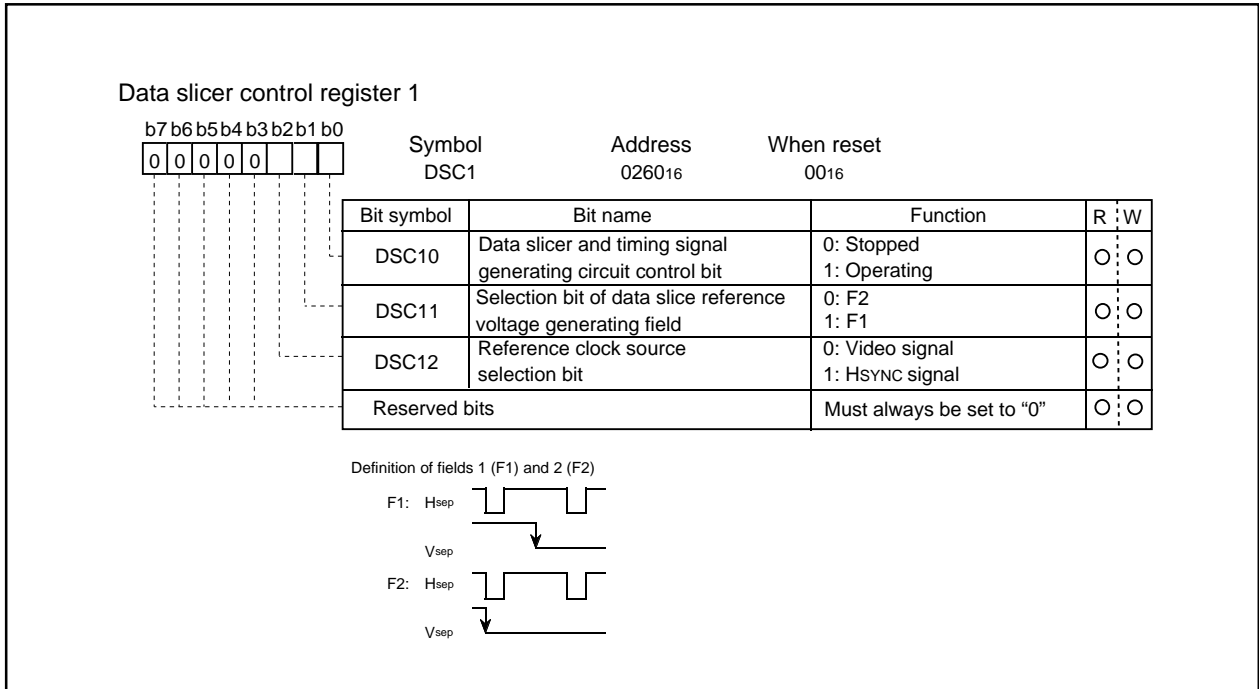 Data slicer control register 1
b7 b6 b5 b4 b3 b2 b1 b0
0 0 0 0 0
Symbol Address When reset
DSC1 026016 0016
Bit symbol Bit name Function R W
DSC10 Data slicer and timing signal generating circuit control bit 0: Stopped 1: Operating O O
DSC11 Selection bit of data slice reference voltage generating field 0: F2 1: F1 O O
DSC12 Reference clock source selection bit 0: Video signal 1: HSYNC signal O O
Reserved bits Must always be set to “0” O O
Definition of fields 1 (F1) and 2 (F2)
F1: Hsep
Vsep
F2: Hsep
Vsep